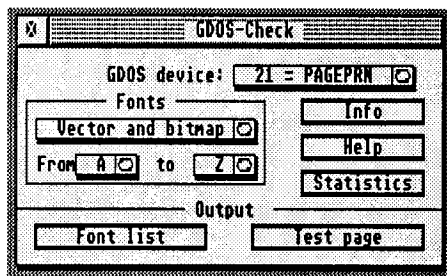 GDOS-Check
GDOS device: 21 = PAGEPRN
Fonts
Info
Vector and bitmap
Help
From A to Z
Statistics
Output
Font list Test page